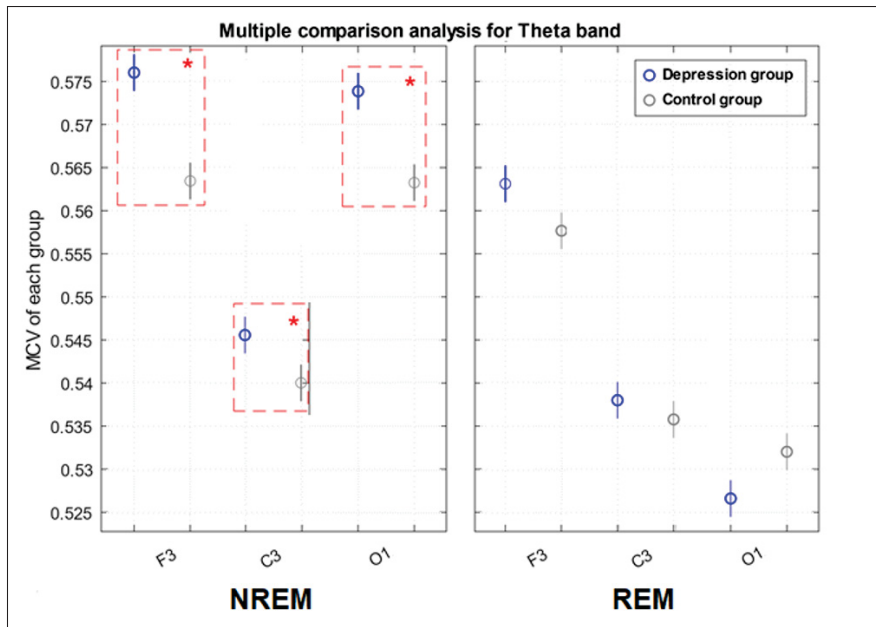 Multiple comparison analysis for Theta band
MCV of each group
0.575
0.57
0.565
0.56
0.555
0.55
0.545
0.54
0.535
0.53
0.525
*
*
*
Depression group
Control group
F3
C3
O1
F3
C3
O1
NREM
REM